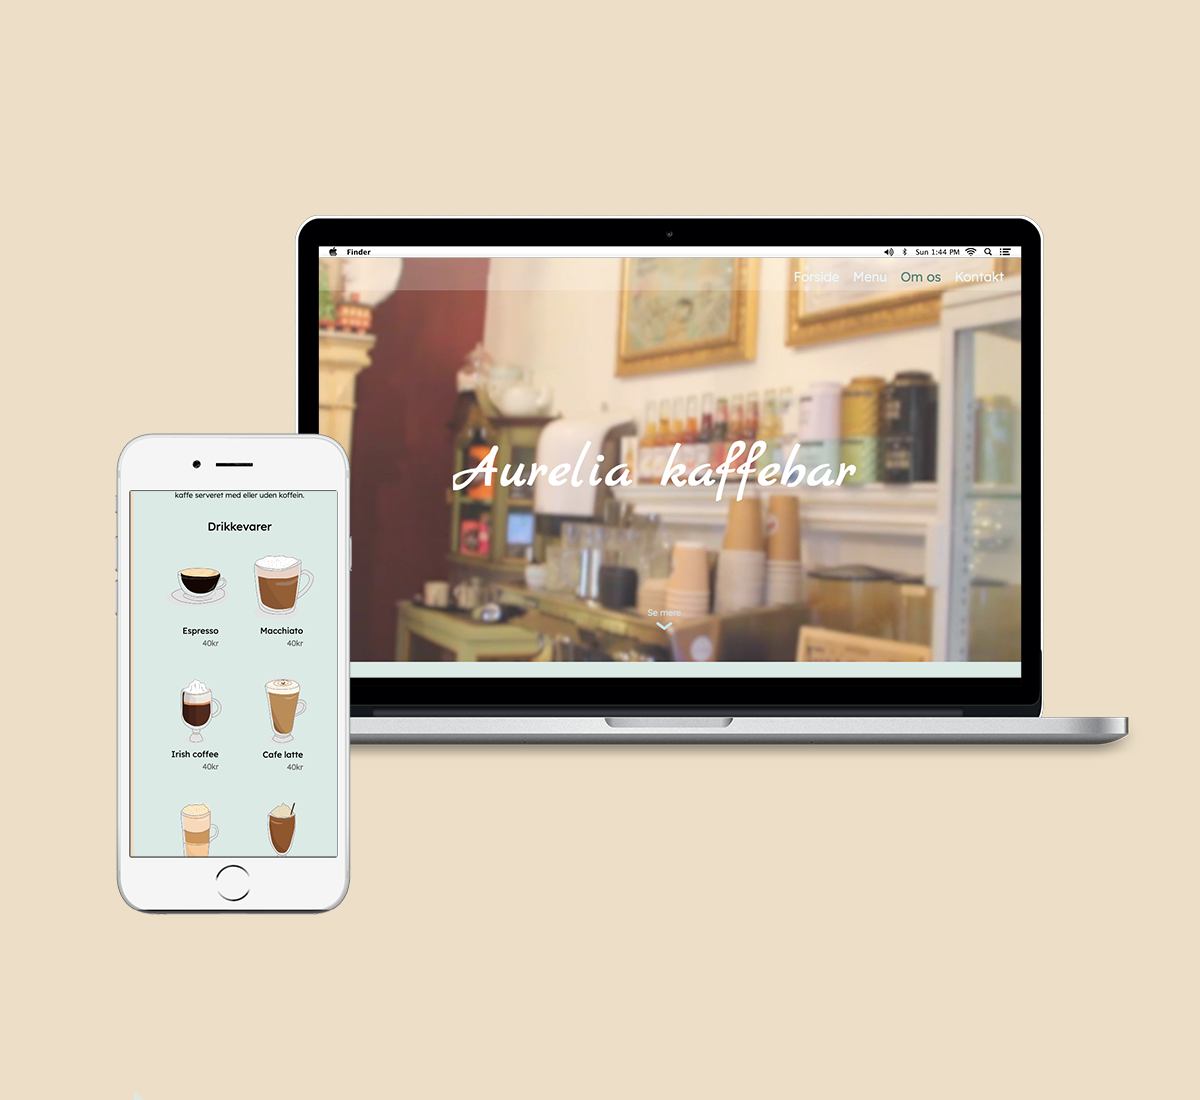 Finder
Sun 1:44 PM
Forside Menu Om os Kontakt
Aurelia kaffebar
Se mere
kaffe serveret med eller uden koffein.
Drikkevarer
Espresso Macchiato
40kr 40kr
Irish coffee Cafe latte
40kr 40kr